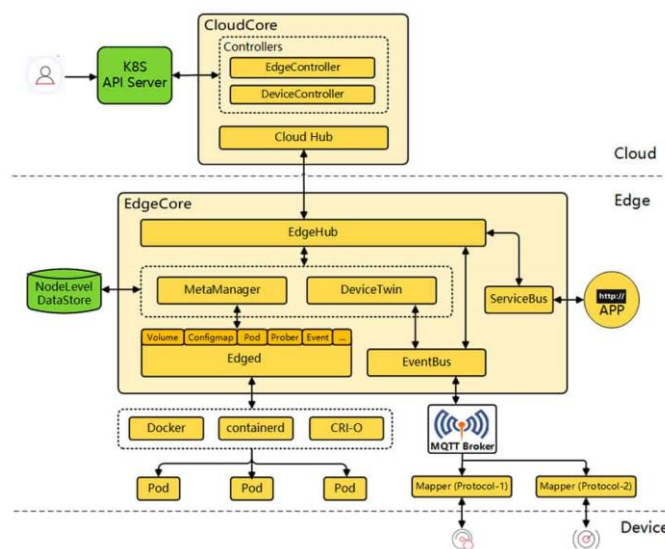 CloudCore
Controllers
K8S
API Server
EdgeController
DeviceController
Cloud Hub
Cloud
EdgeCore
Edge
EdgeHub
NodeLevel
DataStore
MetaManager
DeviceTwin
ServiceBus
http://
APP
Volume Configmap Pod Prober Event ...
Edged
EventBus
Docker
containerd
CRI-O
MQTT Broker
Pod
Pod
Pod
Mapper (Protocol-1)
Mapper (Protocol-2)
Device